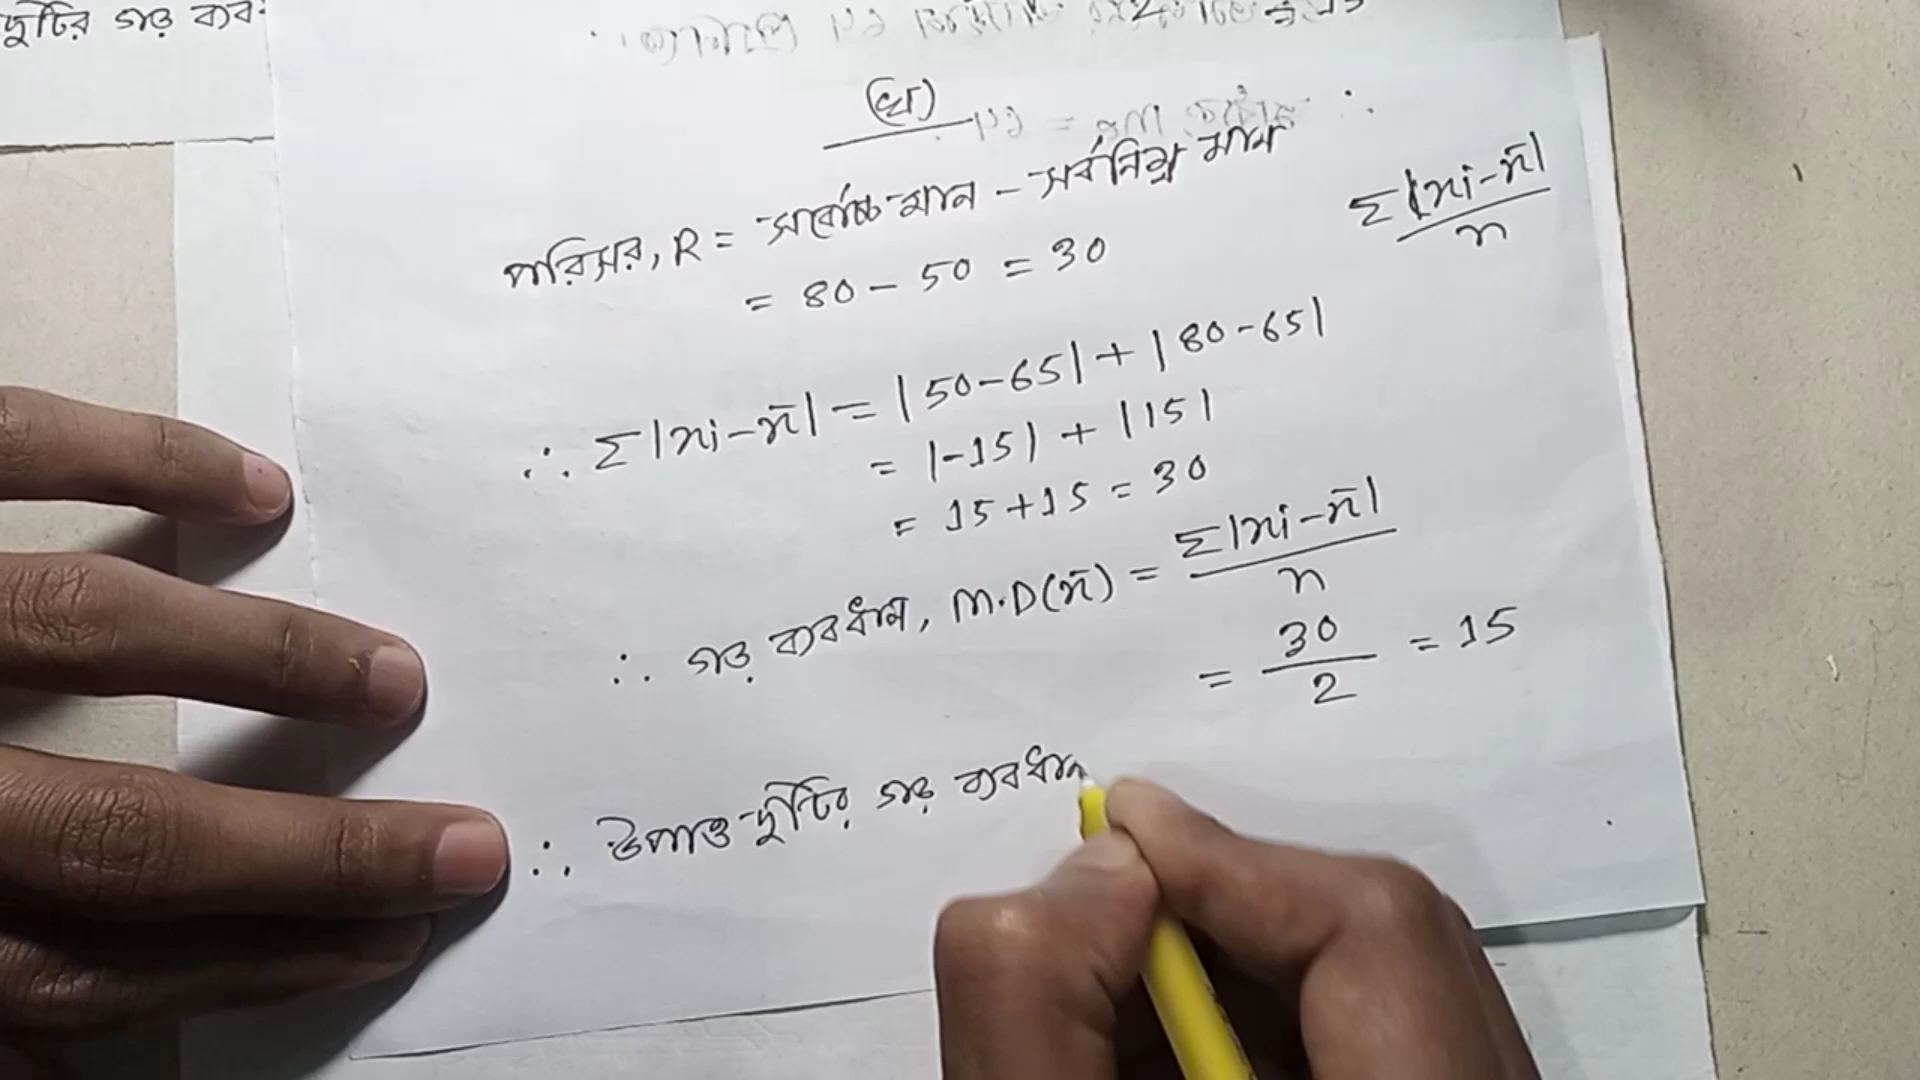 দুটির গড় ব্যব
(খ)
পরিসর, R = সর্বোচ্চ মান - সর্বনিম্ন মান
= 80 - 50 = 30
Σ|xi-x̄|
n
∴ Σ|xi-x̄| = |50-65| + |80-65|
= |-15| + |15|
= 15+15 = 30
∴ গড় ব্যবধান, M.D(x̄) = Σ|xi-x̄|
n
= 30
2
= 15
∴ উপাত্ত দুটির গড় ব্যবধান